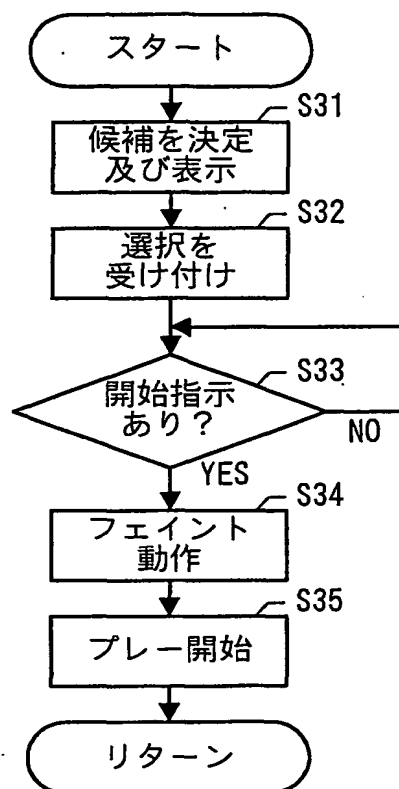 スタート
S31
候補を決定
及び表示
S32
選択を
受け付け
S33
開始指示
あり?
NO
YES
S34
フェイント
動作
S35
プレー開始
リターン